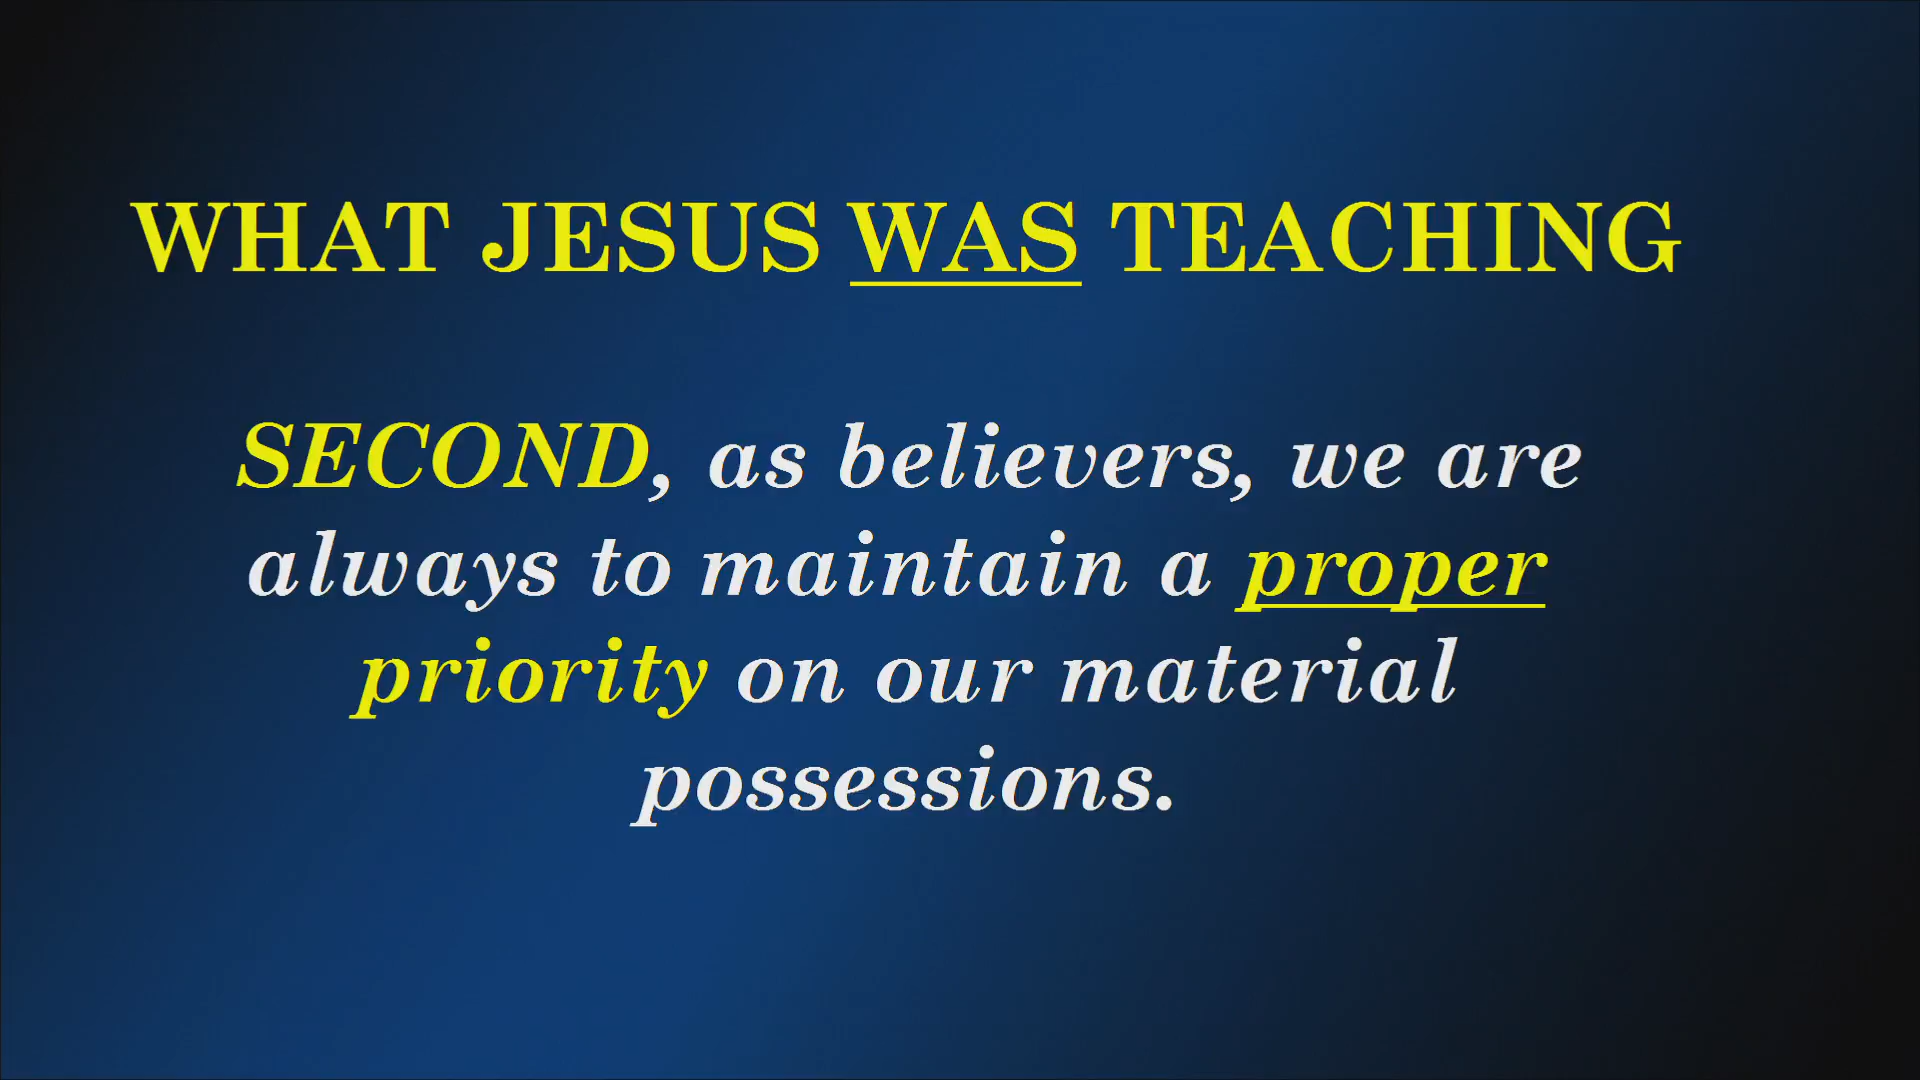 WHAT JESUS WAS TEACHING
SECOND, as believers, we are
always to maintain a proper
priority on our material
possessions.